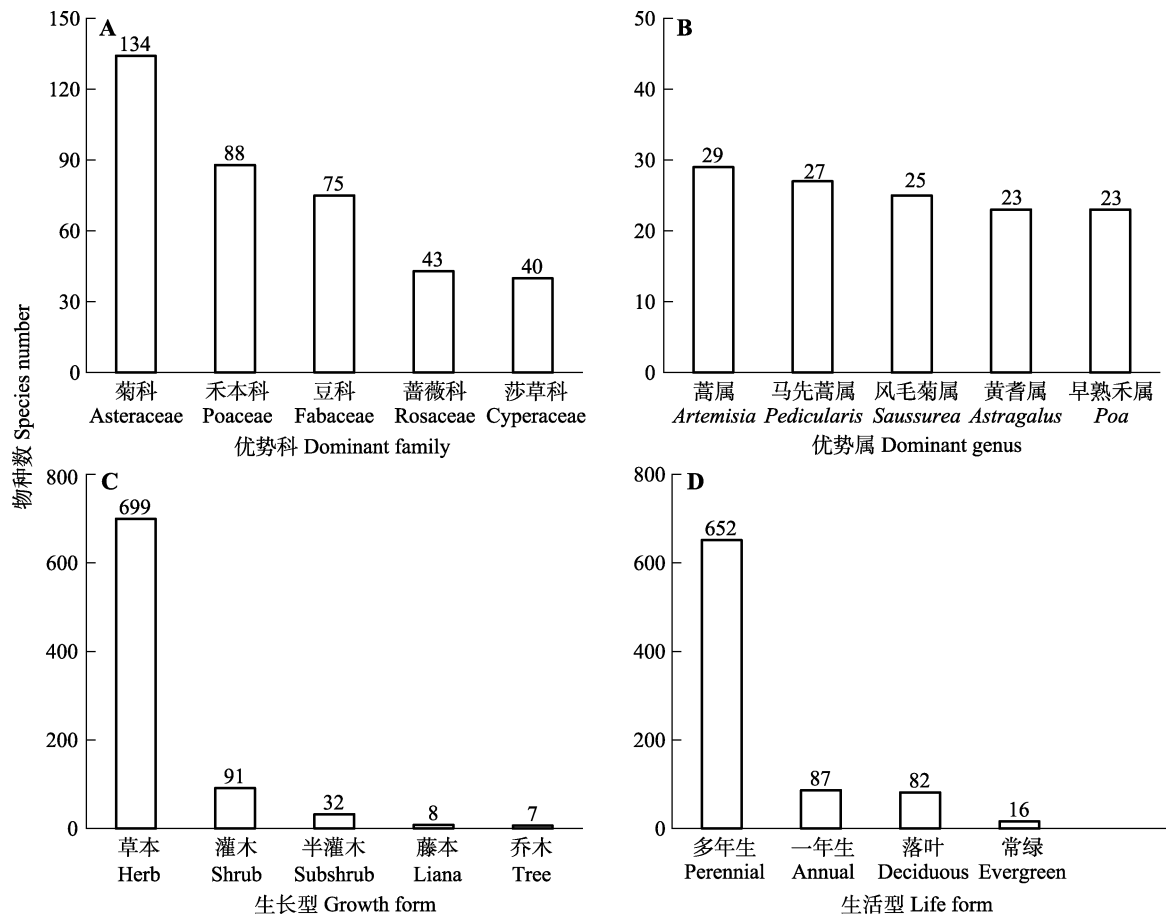 物种数 Species number
A
150
120
90
60
30
0
134
88
75
43
40
菊科 禾本科 豆科 蔷薇科 莎草科
Asteraceae Poaceae Fabaceae Rosaceae Cyperaceae
优势科 Dominant family
B
50
40
30
20
10
0
29
27
25
23
23
蒿属 马先蒿属 风毛菊属 黄耆属 早熟禾属
Artemisia Pedicularis Saussurea Astragalus Poa
优势属 Dominant genus
C
800
600
400
200
0
699
91
32
8
7
草本 灌木 半灌木 藤本 乔木
Herb Shrub Subshrub Liana Tree
生长型 Growth form
D
800
600
400
200
0
652
87
82
16
多年生 一年生 落叶 常绿
Perennial Annual Deciduous Evergreen
生活型 Life form